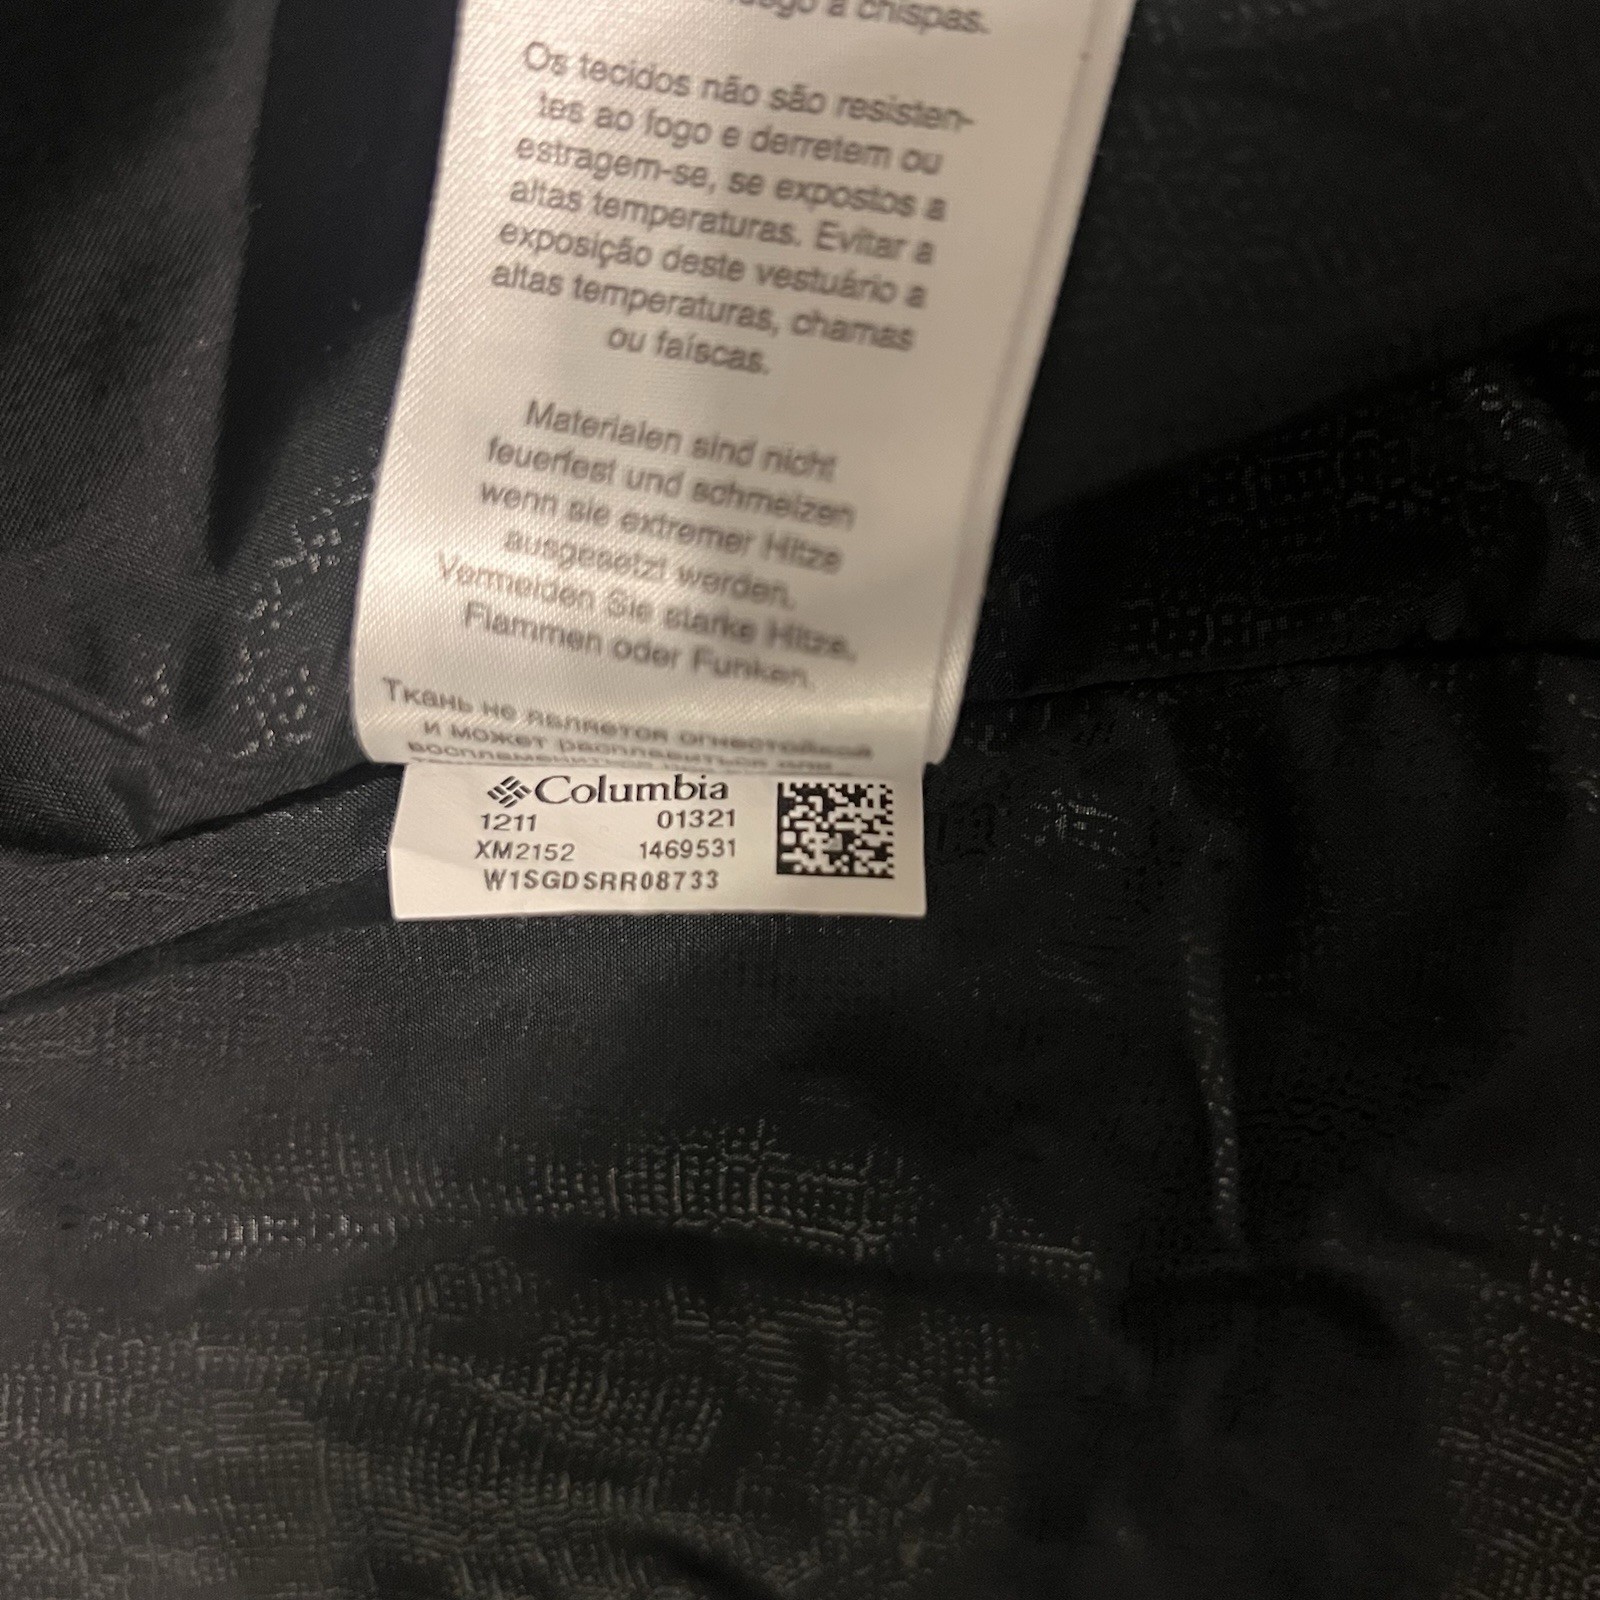 a chispas.
Os tecidos não são resisten-
tes ao fogo e derretem ou
estragem-se, se expostos a
altas temperaturas. Evitar a
exposição deste vestuário a
altas temperaturas, chamas
ou faíscas.
Materialen sind nicht
feuerfest und schmelzen
wenn sie extremer Hitze
ausgesetzt werden.
Vermeiden Sie starke Hitze,
Flammen oder Funken.
Ткань не является огнестойкой
и может расплавиться или
Columbia
1211 01321
XM2152 1469531
W1SGDSRR08733